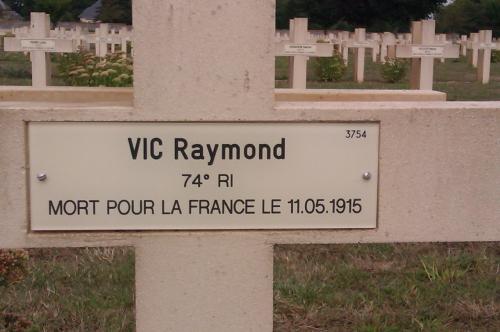 3754
VIC Raymond
74° RI
MORT POUR LA FRANCE LE 11.05.1915